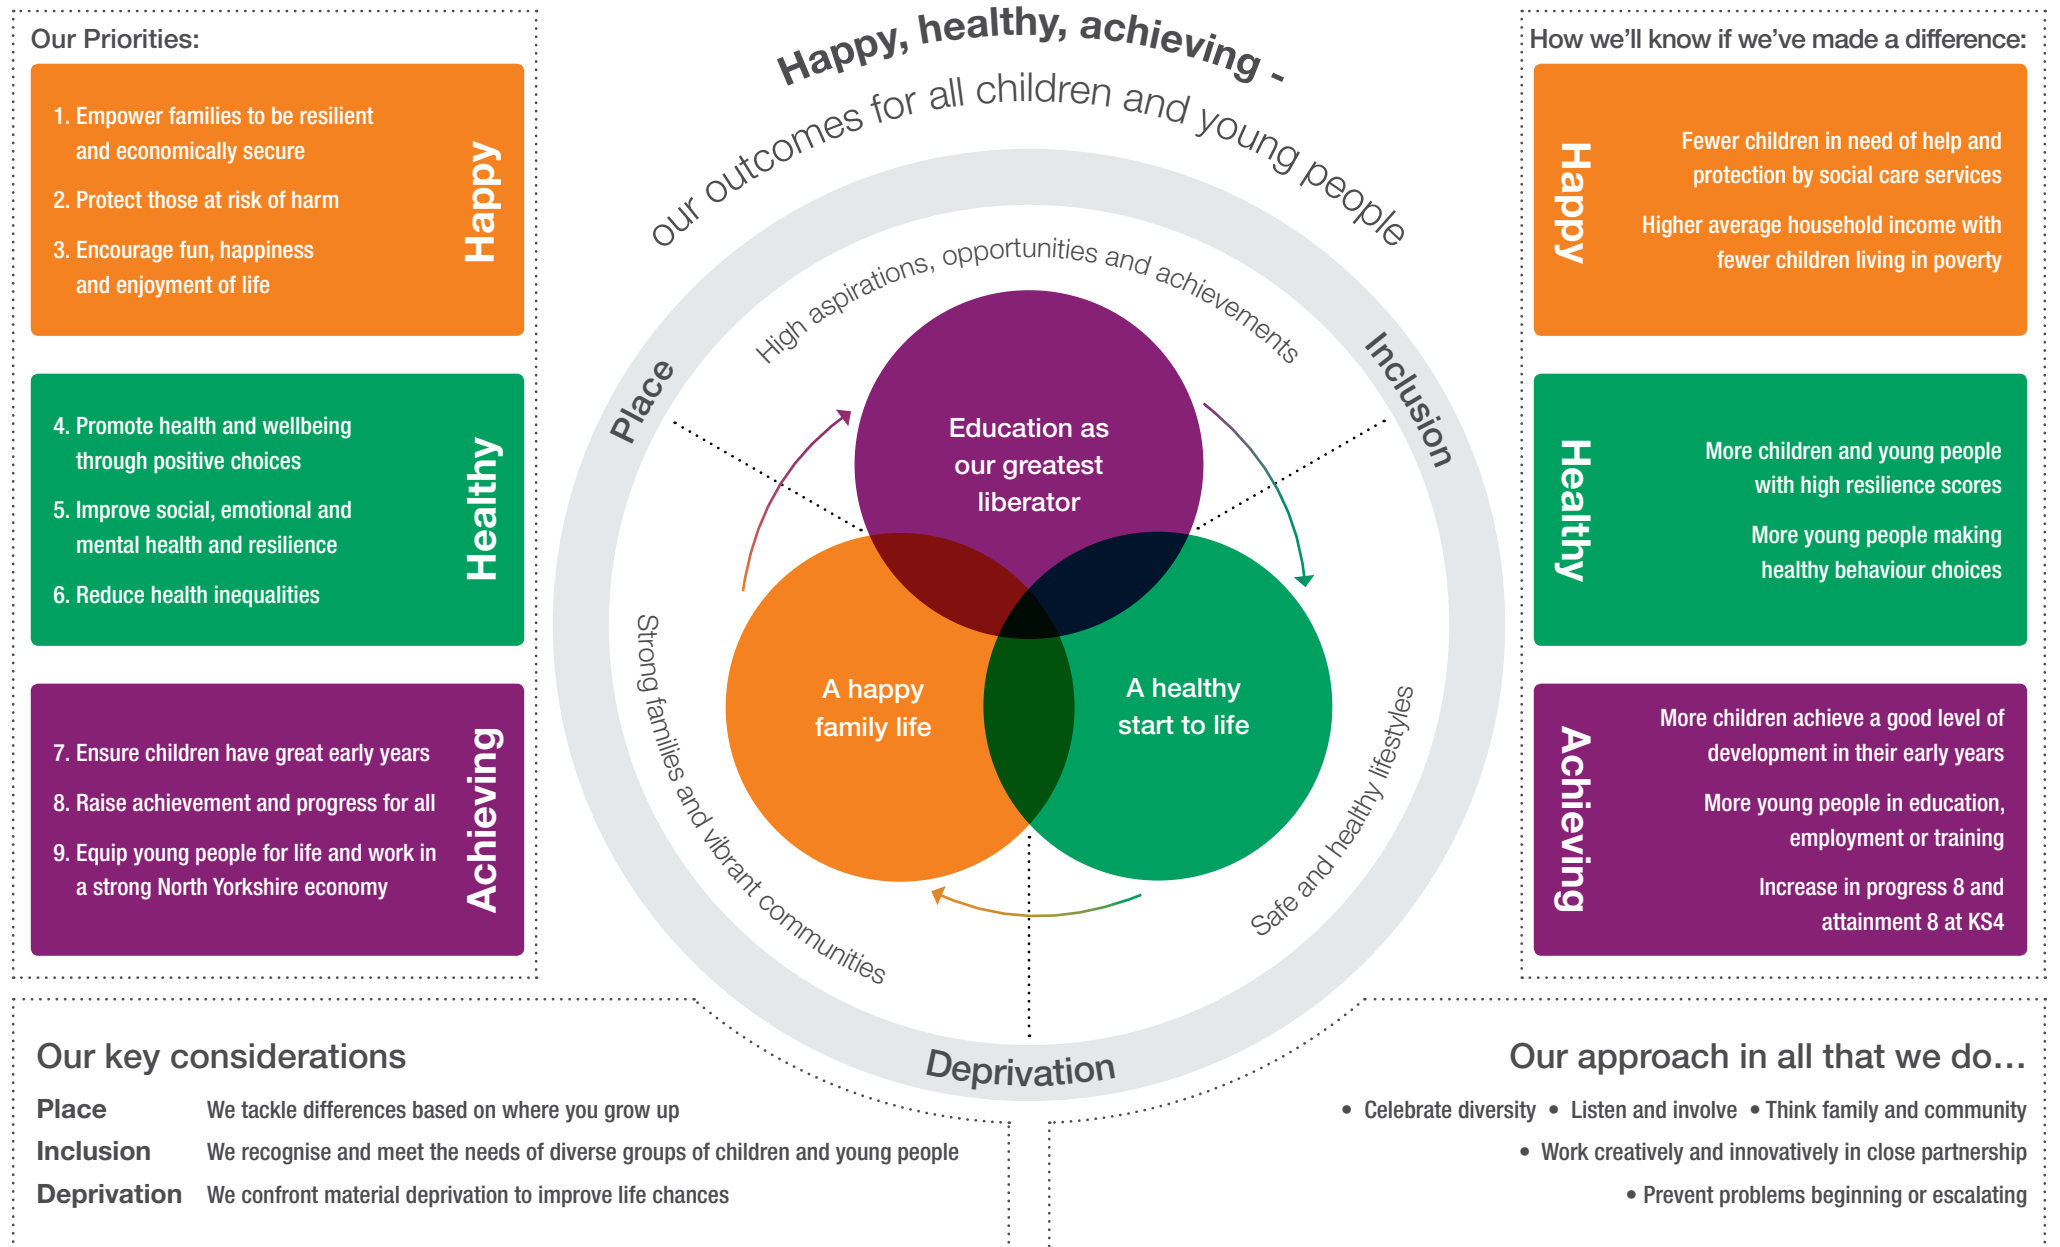 Our Priorities:
1. Empower families to be resilient
and economically secure
2. Protect those at risk of harm
3. Encourage fun, happiness
and enjoyment of life
Happy
4. Promote health and wellbeing
through positive choices
5. Improve social, emotional and
mental health and resilience
6. Reduce health inequalities
Healthy
7. Ensure children have great early years
8. Raise achievement and progress for all
9. Equip young people for life and work in
a strong North Yorkshire economy
Achieving
Happy, healthy, achieving -
our outcomes for all children and young people
Place
Inclusion
Deprivation
High aspirations, opportunities and achievements
Strong families and vibrant communities
Safe and healthy lifestyles
Education as
our greatest
liberator
A happy
family life
A healthy
start to life
How we'll know if we've made a difference:
Happy
Fewer children in need of help and
protection by social care services
Higher average household income with
fewer children living in poverty
Healthy
More children and young people
with high resilience scores
More young people making
healthy behaviour choices
Achieving
More children achieve a good level of
development in their early years
More young people in education,
employment or training
Increase in progress 8 and
attainment 8 at KS4
Our key considerations
Place We tackle differences based on where you grow up
Inclusion We recognise and meet the needs of diverse groups of children and young people
Deprivation We confront material deprivation to improve life chances
Our approach in all that we do...
• Celebrate diversity • Listen and involve • Think family and community
• Work creatively and innovatively in close partnership
• Prevent problems beginning or escalating